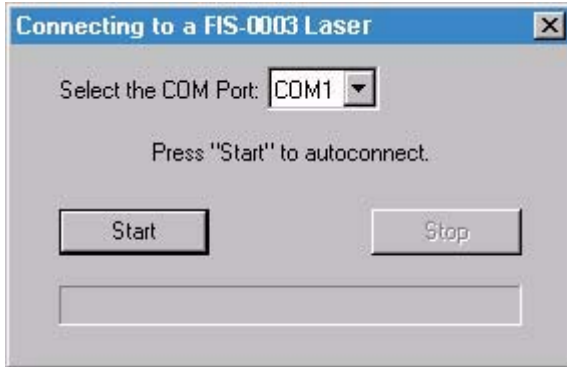 Connecting to a FIS-0003 Laser
Select the COM Port: COM1
Press "Start" to autoconnect.
Start Stop